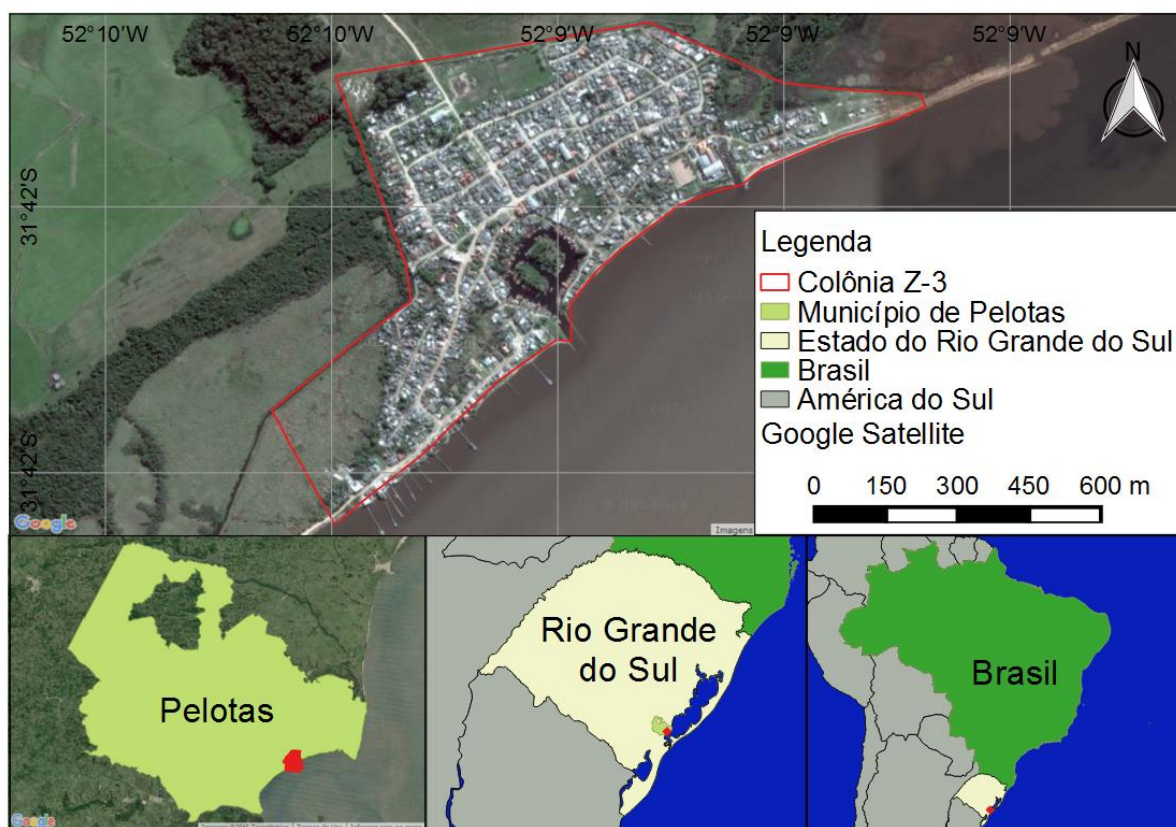 52°10'W 52°10'W 52°9'W 52°9'W 52°9'W
N
31°42'S
31°42'S
Legenda
Colônia Z-3
Município de Pelotas
Estado do Rio Grande do Sul
Brasil
América do Sul
Google Satellite
0 150 300 450 600 m
Google
Imagens
Pelotas
Google
Rio Grande
do Sul
Brasil